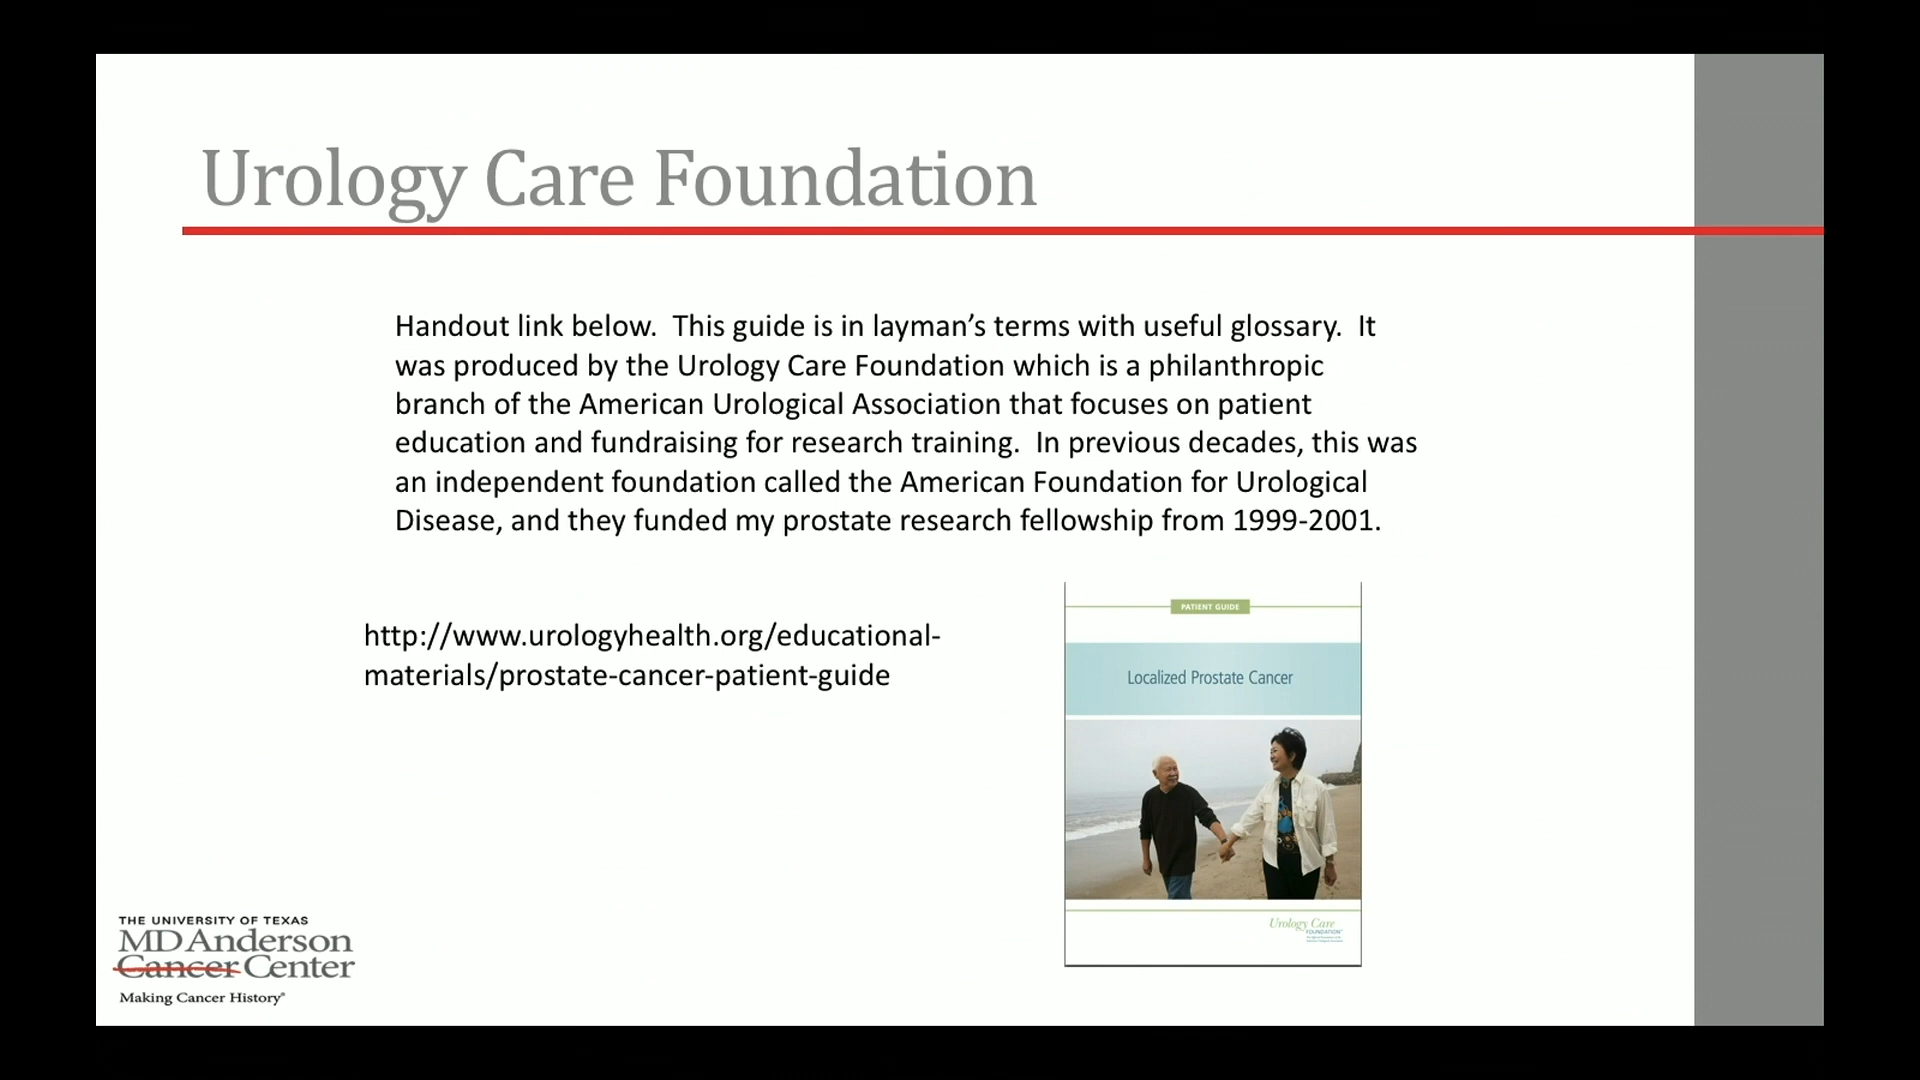 Urology Care Foundation
Handout link below.  This guide is in layman’s terms with useful glossary.  It
was produced by the Urology Care Foundation which is a philanthropic
branch of the American Urological Association that focuses on patient
education and fundraising for research training.  In previous decades, this was
an independent foundation called the American Foundation for Urological
Disease, and they funded my prostate research fellowship from 1999-2001.
http://www.urologyhealth.org/educational-
materials/prostate-cancer-patient-guide
PATIENT GUIDE
Localized Prostate Cancer
Urology Care
FOUNDATION
THE UNIVERSITY OF TEXAS
MD Anderson
Cancer Center
Making Cancer History®